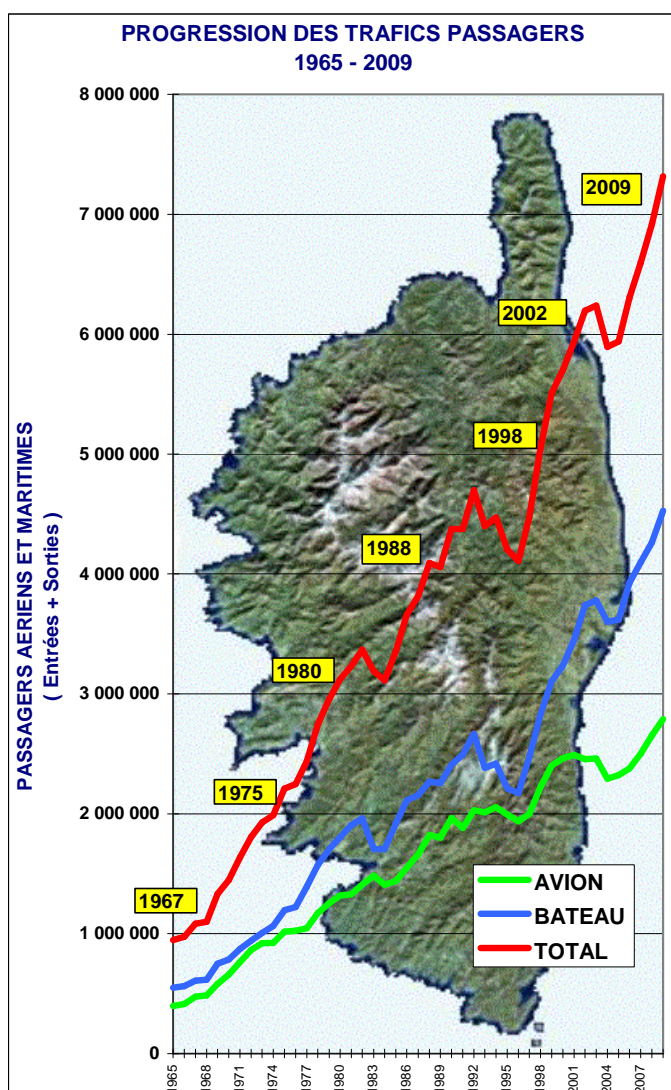 PROGRESSION DES TRAFICS PASSAGERS
1965 - 2009
PASSAGERS AERIENS ET MARITIMES
( Entrées + Sorties )
8 000 000
7 000 000
6 000 000
5 000 000
4 000 000
3 000 000
2 000 000
1 000 000
0
2009
2002
1998
1988
1980
1975
1967
AVION
BATEAU
TOTAL
1965
1968
1971
1974
1977
1980
1983
1986
1989
1992
1995
1998
2001
2004
2007